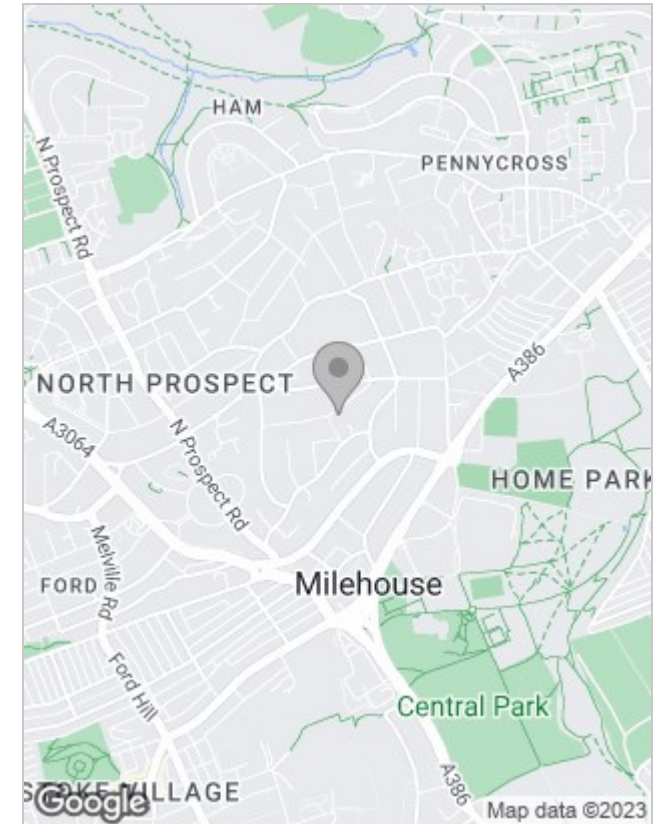 HAM
PENNYCROSS
N Prospect Rd
A386
NORTH PROSPECT
A3064
N Prospect Rd
HOME PARK
Melville Rd
FORD
Milehouse
Ford Hill
Central Park
STOKE VILLAGE
A386
Google
Map data ©2023